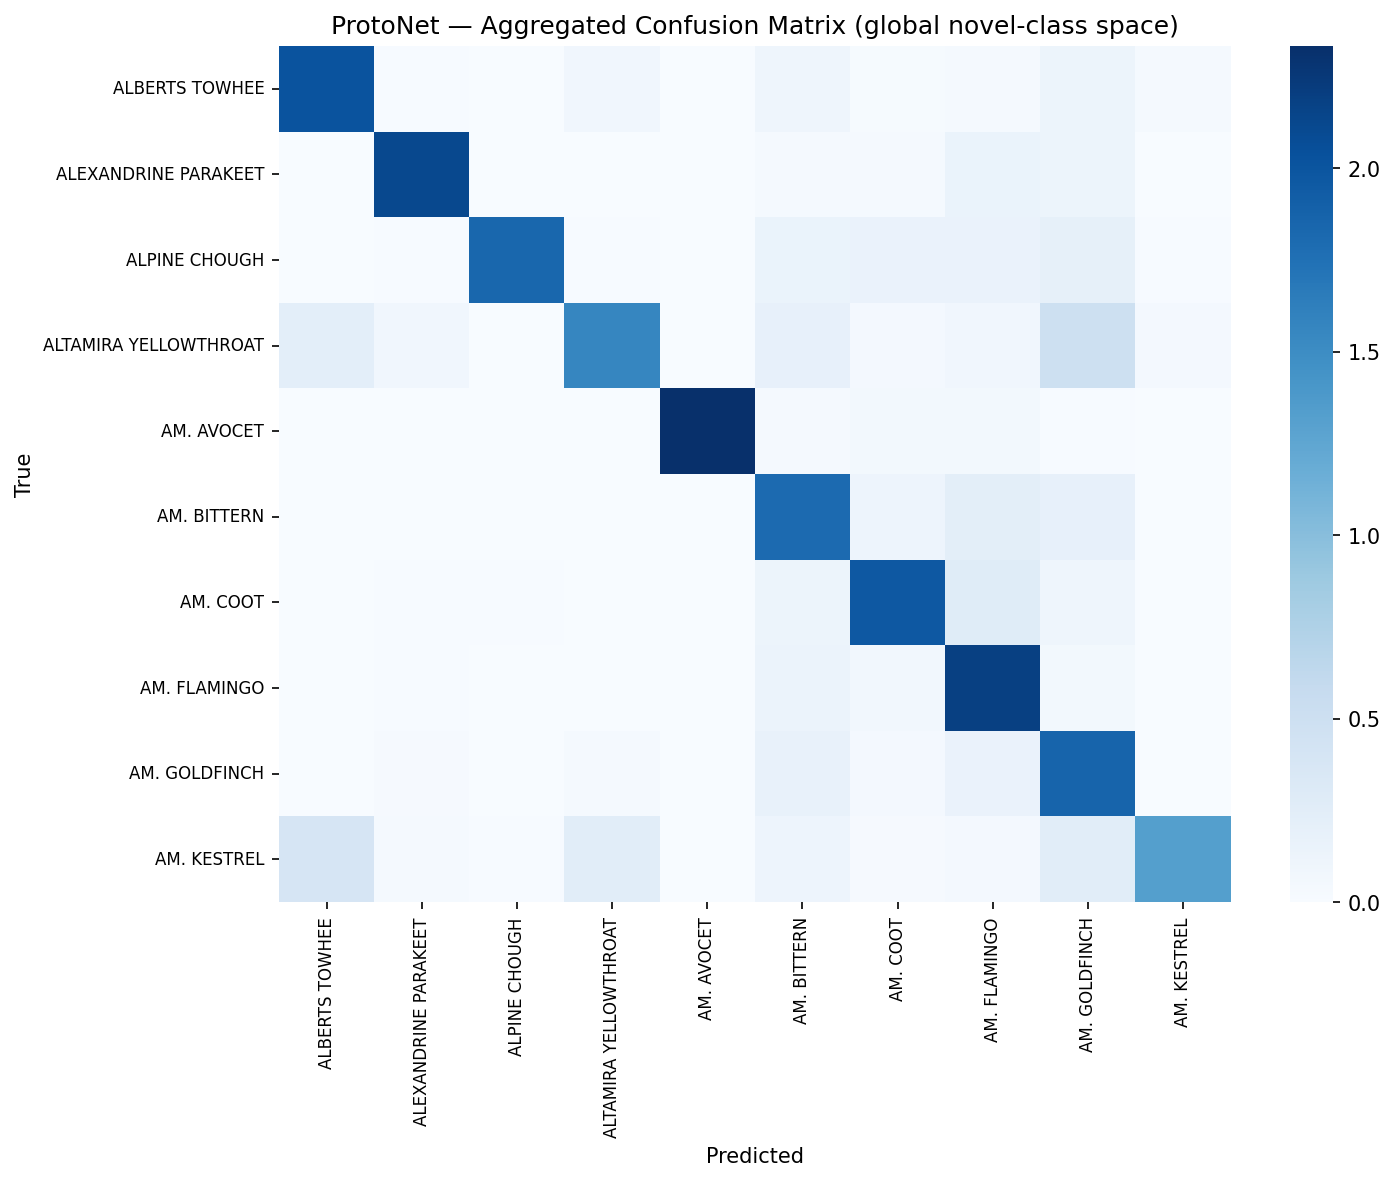 ProtoNet — Aggregated Confusion Matrix (global novel-class space)
True
ALBERTS TOWHEE
ALEXANDRINE PARAKEET
ALPINE CHOUGH
ALTAMIRA YELLOWTHROAT
AM. AVOCET
AM. BITTERN
AM. COOT
AM. FLAMINGO
AM. GOLDFINCH
AM. KESTREL
ALBERTS TOWHEE
ALEXANDRINE PARAKEET
ALPINE CHOUGH
ALTAMIRA YELLOWTHROAT
AM. AVOCET
AM. BITTERN
AM. COOT
AM. FLAMINGO
AM. GOLDFINCH
AM. KESTREL
Predicted
2.0
1.5
1.0
0.5
0.0